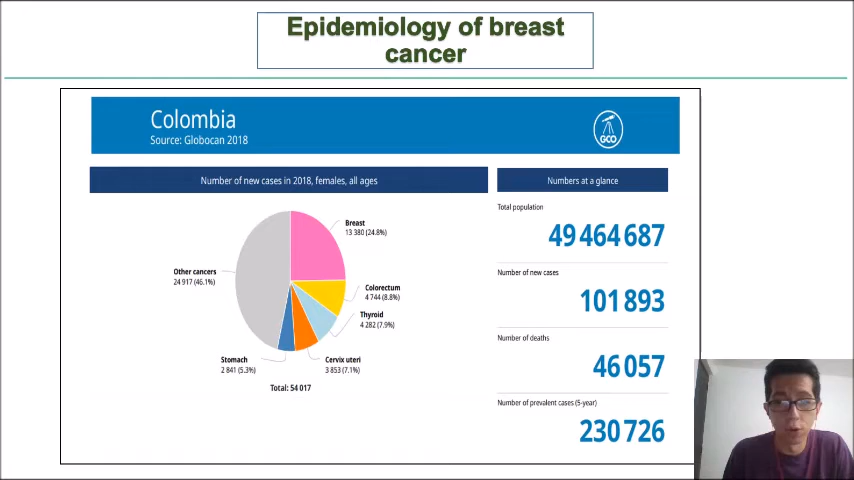 Epidemiology of breast
cancer
Colombia
Source: Globocan 2018
GCO
Number of new cases in 2018, females, all ages
Breast
13 380 (24.8%)
Colorectum
4 744 (8.8%)
Thyroid
4 282 (7.9%)
Cervix uteri
3 853 (7.1%)
Stomach
2 841 (5.3%)
Other cancers
24 917 (46.1%)
Total: 54 017
Numbers at a glance
Total population
49 464 687
Number of new cases
101 893
Number of deaths
46 057
Number of prevalent cases (5-year)
230 726